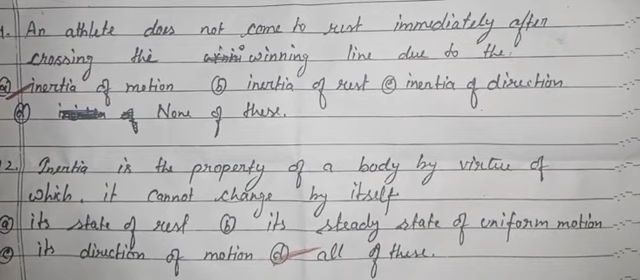 1. An athlete does not come to rest immediately after
crossing the winning line due to the.
(a) inertia of motion (b) inertia of rest (c) inertia of direction
(d) None of these.
2. Inertia is the property of a body by virtue of
which, it cannot change by itself
(a) its state of rest (b) its steady state of uniform motion
(c) its direction of motion (d) all of these.